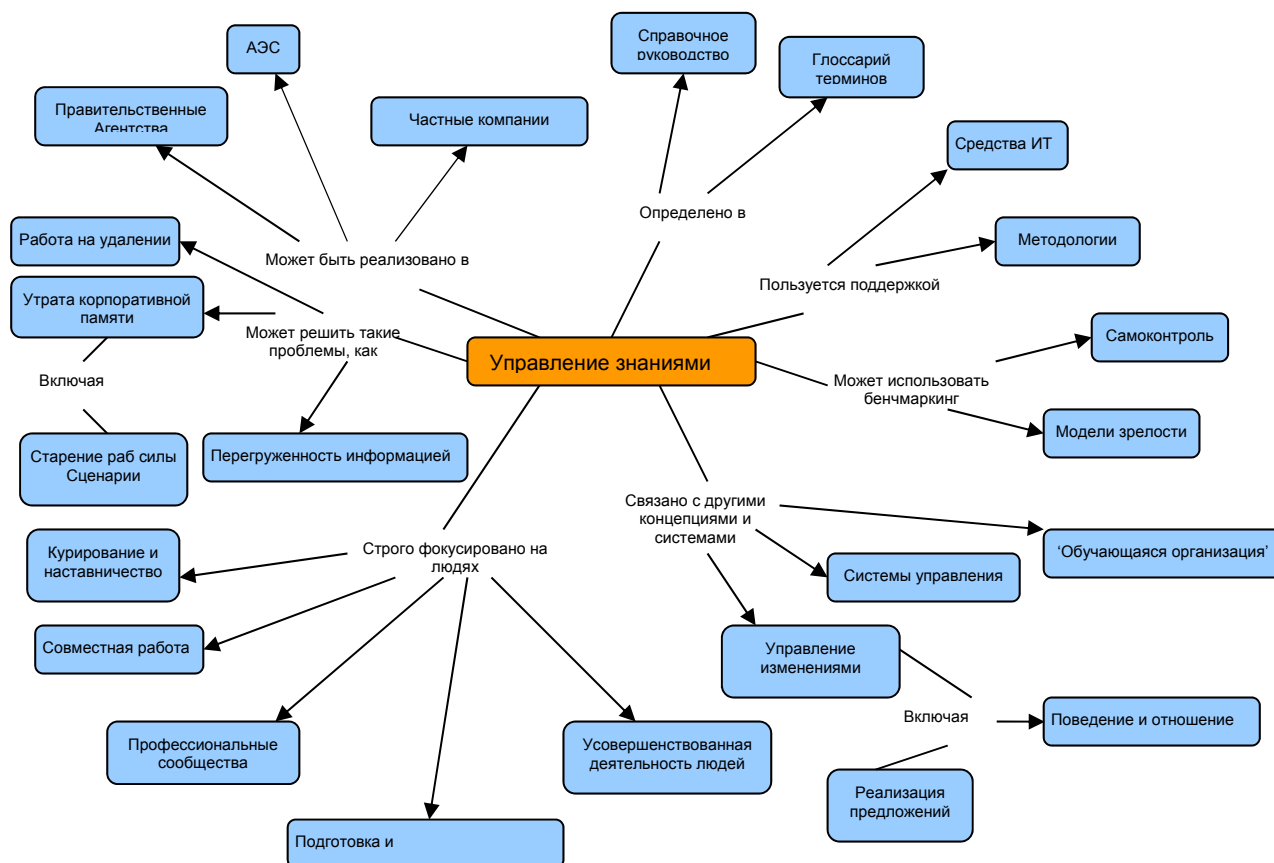 АЭС
Справочное
руководство
Глоссарий
терминов
Правительственные
Агентства
Частные компании
Средства ИТ
Определено в
Работа на удалении
Может быть реализовано в
Методологии
Пользуется поддержкой
Утрата корпоративной
памяти
Может решить такие
проблемы, как
Самоконтроль
Управление знаниями
Включая
Может использовать
бенчмаркинг
Модели зрелости
Старение раб силы
Сценарии
Перегруженность информацией
Связано с другими
концепциями и
системами
Курирование и
наставничество
Строго фокусировано на
людях
‘Обучающаяся организация’
Системы управления
Совместная работа
Управление
изменениями
Включая
Поведение и отношение
Профессиональные
сообщества
Усовершенствованная
деятельность людей
Реализация
предложений
Подготовка и